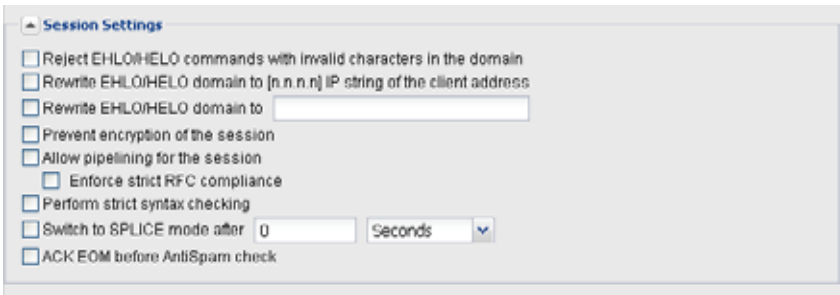 Session Settings
Reject EHLO/HELO commands with invalid characters in the domain
Rewrite EHLO/HELO domain to [n.n.n.n] IP string of the client address
Rewrite EHLO/HELO domain to
Prevent encryption of the session
Allow pipelining for the session
Enforce strict RFC compliance
Perform strict syntax checking
Switch to SPLICE mode after 0 Seconds
ACK EOM before AntiSpam check